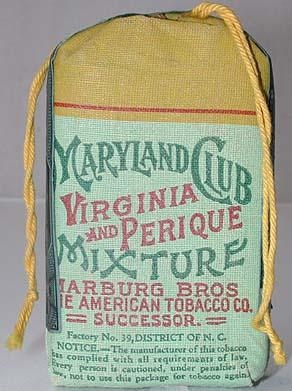 MARYLAND CLUB
VIRGINIA
AND PERIQUE
MIXTURE
MARBURG BROS
THE AMERICAN TOBACCO CO.
SUCCESSOR.
Factory No. 39, DISTRICT OF N. C.
NOTICE.—The manufacturer of this tobacco
has complied with all requirements of law.
Every person is cautioned, under penalties of
law, not to use this package for tobacco again.